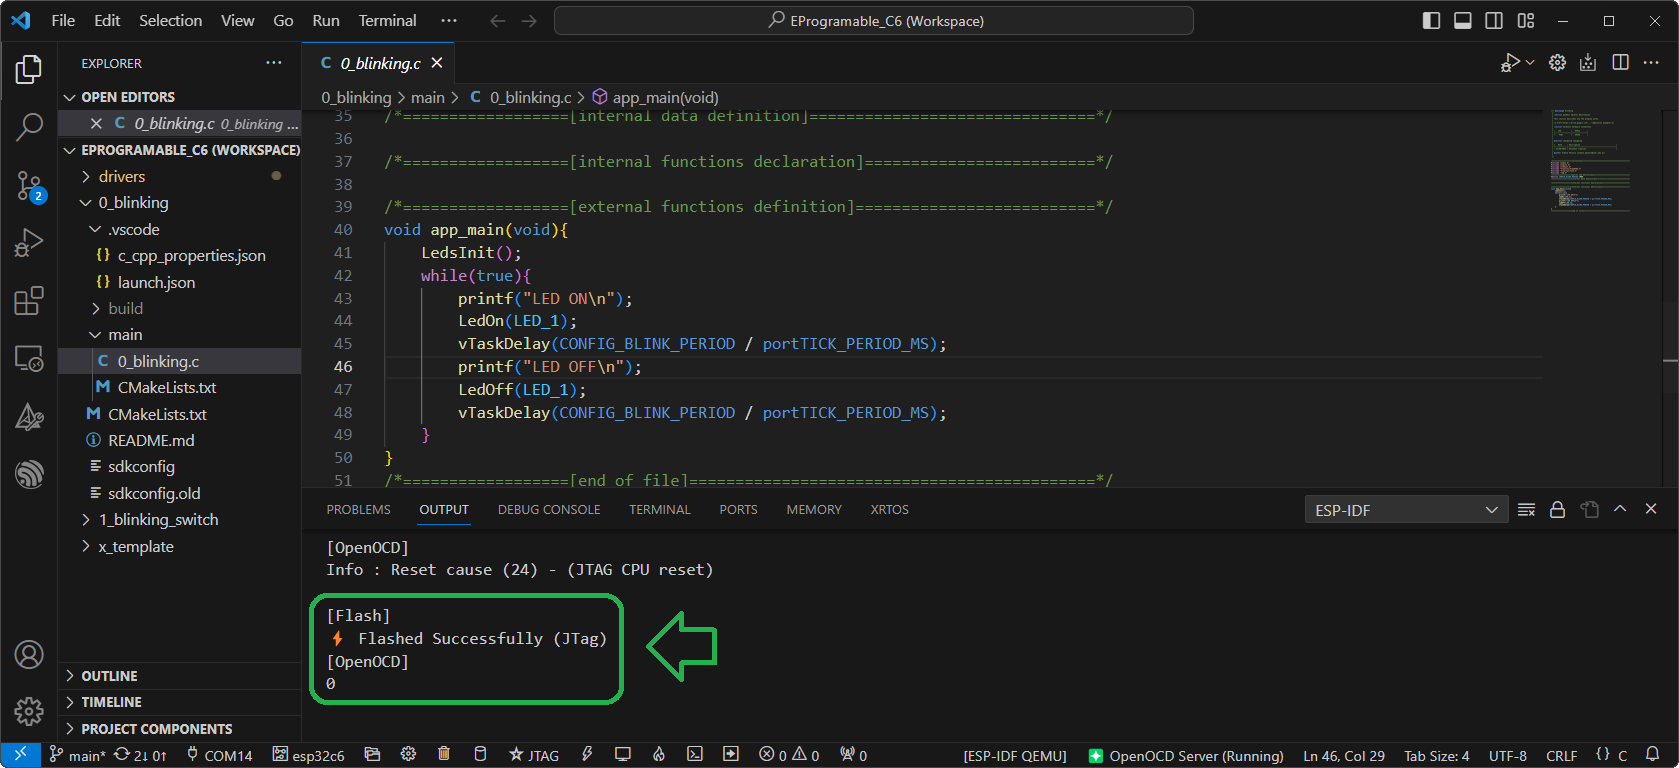 File Edit Selection View Go Run Terminal ···
EProgramable_C6 (Workspace)
EXPLORER ···
OPEN EDITORS
0_blinking.c 0_blinking ...
EPROGRAMABLE_C6 (WORKSPACE)
drivers
0_blinking
.vscode
c_cpp_properties.json
launch.json
build
main
0_blinking.c
CMakeLists.txt
CMakeLists.txt
README.md
sdkconfig
sdkconfig.old
1_blinking_switch
x_template
OUTLINE
TIMELINE
PROJECT COMPONENTS
2
C 0_blinking.c
0_blinking > main > C 0_blinking.c > app_main(void)
35 /*==================[internal data definition]===============================*/
36
37 /*==================[internal functions declaration]=========================*/
38
39 /*==================[external functions definition]==========================*/
40 void app_main(void){
41 LedsInit();
42 while(true){
43 printf("LED ON\n");
44 LedOn(LED_1);
45 vTaskDelay(CONFIG_BLINK_PERIOD / portTICK_PERIOD_MS);
46 printf("LED OFF\n");
47 LedOff(LED_1);
48 vTaskDelay(CONFIG_BLINK_PERIOD / portTICK_PERIOD_MS);
49 }
50 }
51 /*==================[end of file]============================================*/
PROBLEMS OUTPUT DEBUG CONSOLE TERMINAL PORTS MEMORY XRTOS ESP-IDF
[OpenOCD]
Info : Reset cause (24) - (JTAG CPU reset)
[Flash]
⚡ Flashed Successfully (JTag)
[OpenOCD]
0
main* 2↓ 0↑ COM14 esp32c6 JTAG 0 0 0 [ESP-IDF QEMU] OpenOCD Server (Running) Ln 46, Col 29 Tab Size: 4 UTF-8 CRLF {} C